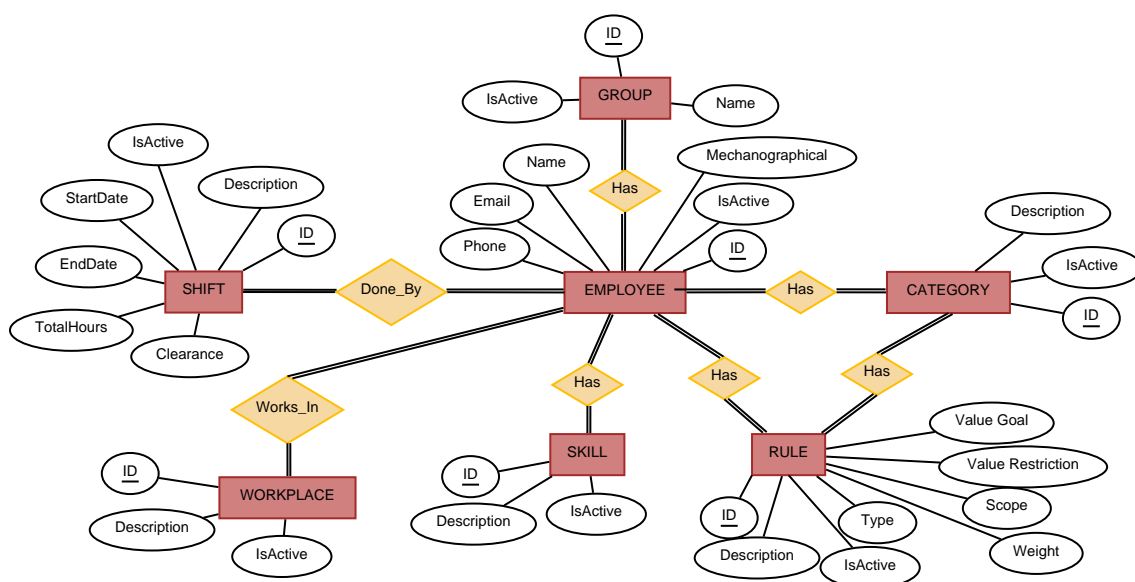 ID
GROUP
IsActive
Name
IsActive
Name
Mechanographical
Description
Has
StartDate
Email
IsActive
Description
ID
Phone
ID
EndDate
IsActive
SHIFT
Done_By
EMPLOYEE
Has
CATEGORY
ID
TotalHours
Clearance
Has
Has
Has
Works_In
Value Goal
SKILL
RULE
ID
ID
Value Restriction
WORKPLACE
Scope
Description
Description
IsActive
ID
Type
IsActive
Description
IsActive
Weight